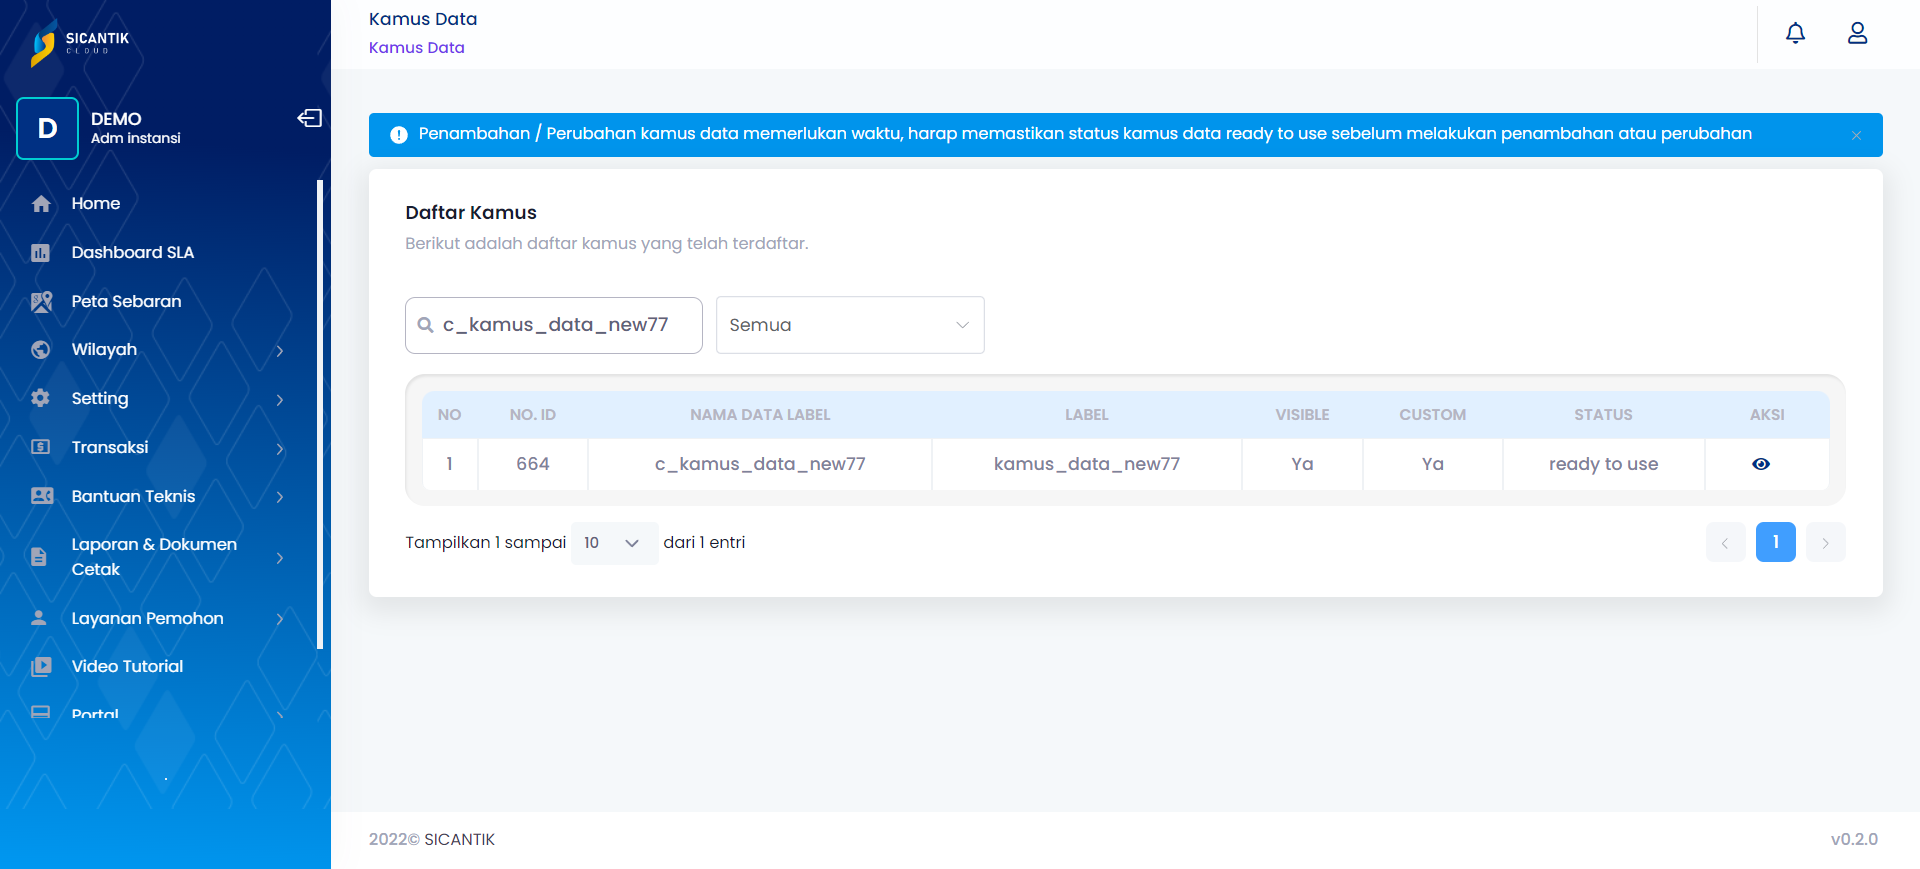 SICANTIK
CLOUD
D
DEMO
Adm instansi
Home
Dashboard SLA
Peta Sebaran
Wilayah
Setting
Transaksi
Bantuan Teknis
Laporan & Dokumen
Cetak
Layanan Pemohon
Video Tutorial
Portal
Kamus Data
Kamus Data
Penambahan / Perubahan kamus data memerlukan waktu, harap memastikan status kamus data ready to use sebelum melakukan penambahan atau perubahan
Daftar Kamus
Berikut adalah daftar kamus yang telah terdaftar.
c_kamus_data_new77 Semua
NO NO. ID NAMA DATA LABEL LABEL VISIBLE CUSTOM STATUS AKSI
1 664 c_kamus_data_new77 kamus_data_new77 Ya Ya ready to use
Tampilkan 1 sampai 10 dari 1 entri 1
2022© SICANTIK v0.2.0